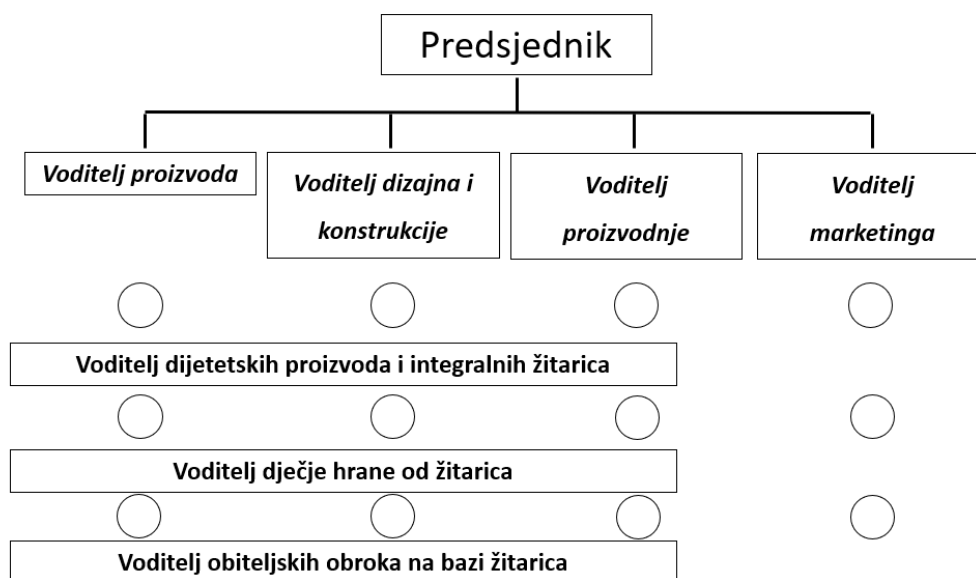 Predsjednik
Voditelj proizvoda
Voditelj dizajna i
konstrukcije
Voditelj
proizvodnje
Voditelj
marketinga
Voditelj dijetetskih proizvoda i integralnih žitarica
Voditelj dječje hrane od žitarica
Voditelj obiteljskih obroka na bazi žitarica